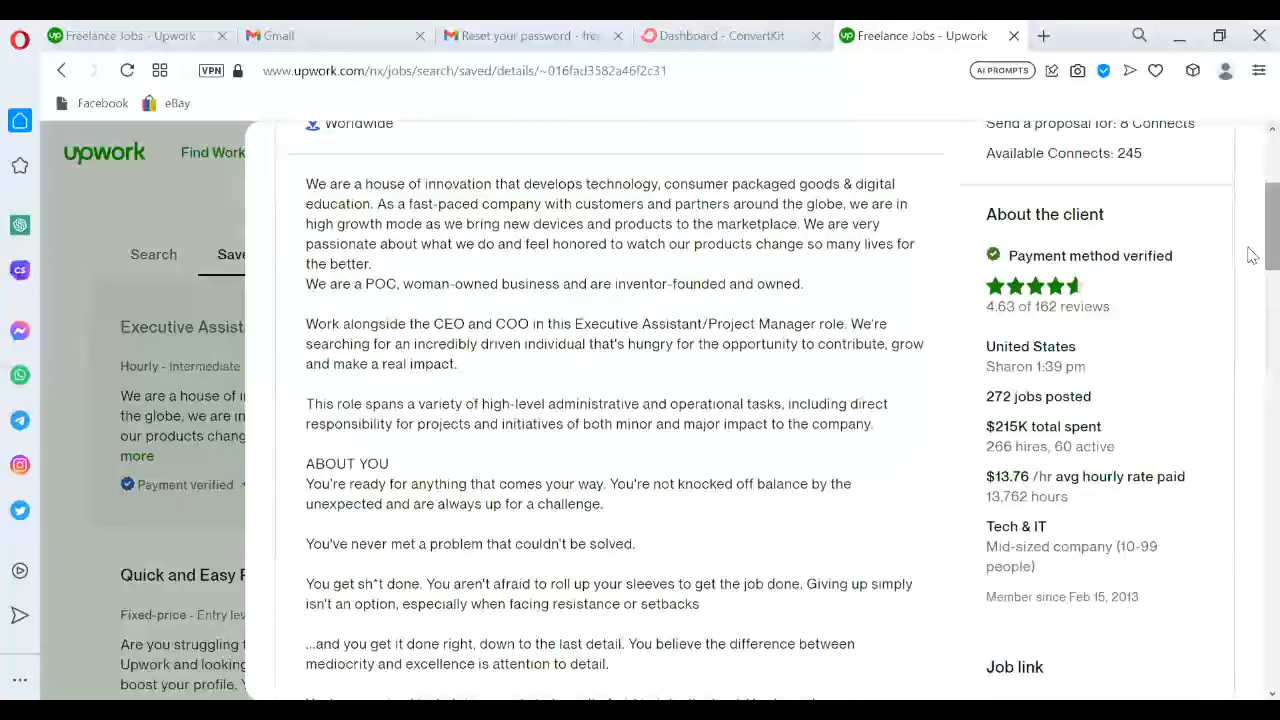 Freelance Jobs - Upwork
Gmail
Reset your password - free
Dashboard - ConvertKit
Freelance Jobs - Upwork
VPN
www.upwork.com/nx/jobs/search/saved/details/~016fad3582a46f2c31
AI PROMPTS
Facebook
eBay
upwork
Find Work
Search
Save
Executive Assist
Hourly - Intermediate
We are a house of i
the globe, we are in
our products chang
more
Payment verified
Quick and Easy
Fixed-price - Entry lev
Are you struggling t
Upwork and looking
boost your profile.
Worldwide
We are a house of innovation that develops technology, consumer packaged goods & digital
education. As a fast-paced company with customers and partners around the globe, we are in
high growth mode as we bring new devices and products to the marketplace. We are very
passionate about what we do and feel honored to watch our products change so many lives for
the better.
We are a POC, woman-owned business and are inventor-founded and owned.
Work alongside the CEO and COO in this Executive Assistant/Project Manager role. We're
searching for an incredibly driven individual that's hungry for the opportunity to contribute, grow
and make a real impact.
This role spans a variety of high-level administrative and operational tasks, including direct
responsibility for projects and initiatives of both minor and major impact to the company.
ABOUT YOU
You're ready for anything that comes your way. You're not knocked off balance by the
unexpected and are always up for a challenge.
You've never met a problem that couldn't be solved.
You get sh*t done. You aren't afraid to roll up your sleeves to get the job done. Giving up simply
isn't an option, especially when facing resistance or setbacks
...and you get it done right, down to the last detail. You believe the difference between
mediocrity and excellence is attention to detail.
Send a proposal for: 8 Connects
Available Connects: 245
About the client
Payment method verified
4.63 of 162 reviews
United States
Sharon 1:39 pm
272 jobs posted
$215K total spent
266 hires, 60 active
$13.76 /hr avg hourly rate paid
13,762 hours
Tech & IT
Mid-sized company (10-99
people)
Member since Feb 15, 2013
Job link